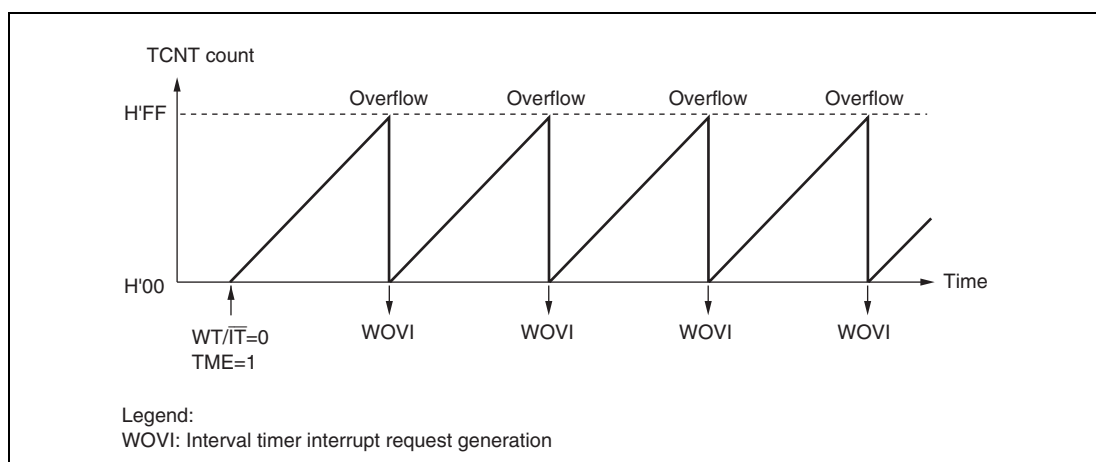 TCNT count
Overflow Overflow Overflow Overflow
H'FF
H'00
Time
WT/I̅T̅=0
TME=1
WOVI WOVI WOVI WOVI
Legend:
WOVI: Interval timer interrupt request generation